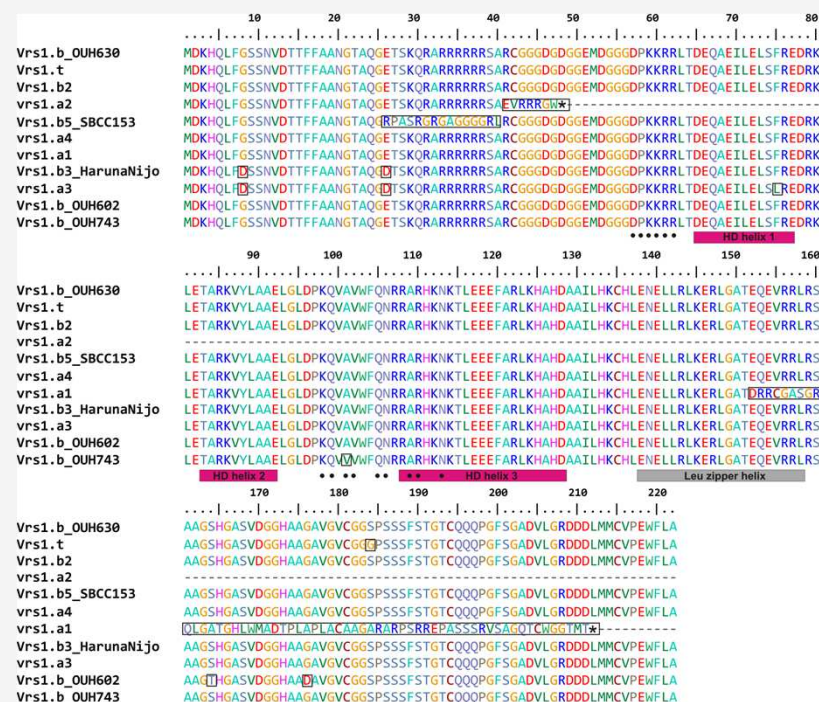 10 20 30 40 50 60 70 80
Vrs1.b_OUH630 MDKHQLFGSSNVDTTFFAANGTAQGETSKQRARRRRRRSARCGGGDGDGGEMDGGGDPKKRRLTDEQAEILELSFREDRK
Vrs1.t MDKHQLFGSSNVDTTFFAANGTAQGETSKQRARRRRRRSARCGGGDGDGGEMDGGGDPKKRRLTDEQAEILELSFREDRK
Vrs1.b2 MDKHQLFGSSNVDTTFFAANGTAQGETSKQRARRRRRRSARCGGGDGDGGEMDGGGDPKKRRLTDEQAEILELSFREDRK
vrs1.a2 MDKHQLFGSSNVDTTFFAANGTAQGETSKQRARRRRRRSAEVRRRGW*--------------------------------
Vrs1.b5_SBCC153 MDKHQLFGSSNVDTTFFAANGTAQGRPASRGRGAGGGGRLRCGGGDGDGGEMDGGGDPKKRRLTDEQAEILELSFREDRK
vrs1.a4 MDKHQLFGSSNVDTTFFAANGTAQGETSKQRARRRRRRSARCGGGDGDGGEMDGGGDPKKRRLTDEQAEILELSFREDRK
vrs1.a1 MDKHQLFGSSNVDTTFFAANGTAQGETSKQRARRRRRRSARCGGGDGDGGEMDGGGDPKKRRLTDEQAEILELSFREDRK
Vrs1.b3_HarunaNijo MDKHQLFDSSNVDTTFFAANGTAQGDTSKQRARRRRRRSARCGGGDGDGGEMDGGGDPKKRRLTDEQAEILELSFREDRK
vrs1.a3 MDKHQLFDSSNVDTTFFAANGTAQGDTSKQRARRRRRRSARCGGGDGDGGEMDGGGDPKKRRLTDEQAEILELSLREDRK
Vrs1.b_OUH602 MDKHQLFGSSNVDTTFFAANGTAQGETSKQRARRRRRRSARCGGGDGDGGEMDGGGDPKKRRLTDEQAEILELSFREDRK
Vrs1.b_OUH743 MDKHQLFGSSNVDTTFFAANGTAQGETSKQRARRRRRRSARCGGGDGDGGEMDGGGDPKKRRLTDEQAEILELSFREDRK
HD helix 1
90 100 110 120 130 140 150 160
Vrs1.b_OUH630 LETARKVYLAAELGLDPKQVAVWFQNRRARHKNKTLEEEFARLKHAHDAAILHKCHLENELLRLKERLGATEQEVRRLRS
Vrs1.t LETARKVYLAAELGLDPKQVAVWFQNRRARHKNKTLEEEFARLKHAHDAAILHKCHLENELLRLKERLGATEQEVRRLRS
Vrs1.b2 LETARKVYLAAELGLDPKQVAVWFQNRRARHKNKTLEEEFARLKHAHDAAILHKCHLENELLRLKERLGATEQEVRRLRS
vrs1.a2 --------------------------------------------------------------------------------
Vrs1.b5_SBCC153 LETARKVYLAAELGLDPKQVAVWFQNRRARHKNKTLEEEFARLKHAHDAAILHKCHLENELLRLKERLGATEQEVRRLRS
vrs1.a4 LETARKVYLAAELGLDPKQVAVWFQNRRARHKNKTLEEEFARLKHAHDAAILHKCHLENELLRLKERLGATEQEVRRLRS
vrs1.a1 LETARKVYLAAELGLDPKQVAVWFQNRRARHKNKTLEEEFARLKHAHDAAILHKCHLENELLRLKERLGATDRRCGASGR
Vrs1.b3_HarunaNijo LETARKVYLAAELGLDPKQVAVWFQNRRARHKNKTLEEEFARLKHAHDAAILHKCHLENELLRLKERLGATEQEVRRLRS
vrs1.a3 LETARKVYLAAELGLDPKQVAVWFQNRRARHKNKTLEEEFARLKHAHDAAILHKCHLENELLRLKERLGATEQEVRRLRS
Vrs1.b_OUH602 LETARKVYLAAELGLDPKQVAVWFQNRRARHKNKTLEEEFARLKHAHDAAILHKCHLENELLRLKERLGATEQEVRRLRS
Vrs1.b_OUH743 LETARKVYLAAELGLDPKQVVVWFQNRRARHKNKTLEEEFARLKHAHDAAILHKCHLENELLRLKERLGATEQEVRRLRS
HD helix 2 HD helix 3 Leu zipper helix
170 180 190 200 210 220
Vrs1.b_OUH630 AAGSHGASVDGGHAAGAVGVCGGSPSSSFSTGTCQQQPGFSGADVLGRDDDLMMCVPEWFLA
Vrs1.t AAGSHGASVDGGHAAGAVGVCGGGPSSSFSTGTCQQQPGFSGADVLGRDDDLMMCVPEWFLA
Vrs1.b2 AAGSHGASVDGGHAAGAVGVCGGSPSSSFSTGTCQQQPGFSGADVLGRDDDLMMCVPEWFLA
vrs1.a2 --------------------------------------------------------------
Vrs1.b5_SBCC153 AAGSHGASVDGGHAAGAVGVCGGSPSSSFSTGTCQQQPGFSGADVLGRDDDLMMCVPEWFLA
vrs1.a4 AAGSHGASVDGGHAAGAVGVCGGSPSSSFSTGTCQQQPGFSGADVLGRDDDLMMCVPEWFLA
vrs1.a1 QLGATGHLWMADTPLAPLACAAGARARPSRREPASSSRVSAGQTCWGGTMT*----------
Vrs1.b3_HarunaNijo AAGSHGASVDGGHAAGAVGVCGGSPSSSFSTGTCQQQPGFSGADVLGRDDDLMMCVPEWFLA
vrs1.a3 AAGSHGASVDGGHAAGAVGVCGGSPSSSFSTGTCQQQPGFSGADVLGRDDDLMMCVPEWFLA
Vrs1.b_OUH602 AAGTHGASVDGGHAADAVGVCGGSPSSSFSTGTCQQQPGFSGADVLGRDDDLMMCVPEWFLA
Vrs1.b_OUH743 AAGSHGASVDGGHAAGAVGVCGGSPSSSFSTGTCQQQPGFSGADVLGRDDDLMMCVPEWFLA